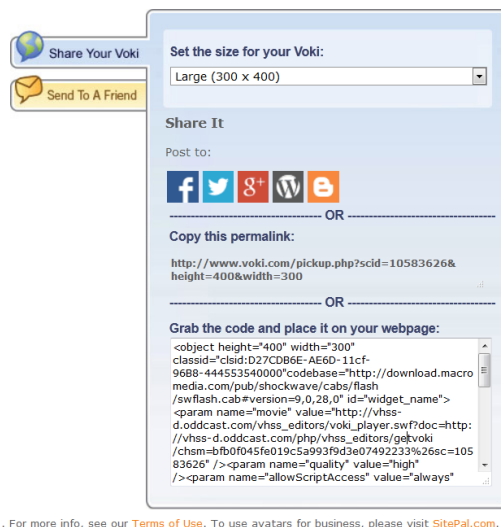 Share Your Voki
Send To A Friend
Set the size for your Voki:
Large (300 x 400)
Share It
Post to:
OR
Copy this permalink:
http://www.voki.com/pickup.php?scid=10583626&
height=400&width=300
OR
Grab the code and place it on your webpage:
<object height="400" width="300"
classid="clsid:D27CDB6E-AE6D-11cf-
96B8-444553540000"codebase="http://download.macro
media.com/pub/shockwave/cabs/flash
/swflash.cab#version=9,0,28,0" id="widget_name">
<param name="movie" value="http://vhss-
d.oddcast.com/vhss_editors/voki_player.swf?doc=http:
//vhss-d.oddcast.com/php/vhss_editors/getvoki
/chsm=bfb0f045fe019c5a993f9d3e07492233%26sc=105
83626" /><param name="quality" value="high"
/><param name="allowScriptAccess" value="always"
. For more info, see our Terms of Use. To use avatars for business, please visit SitePal.com.